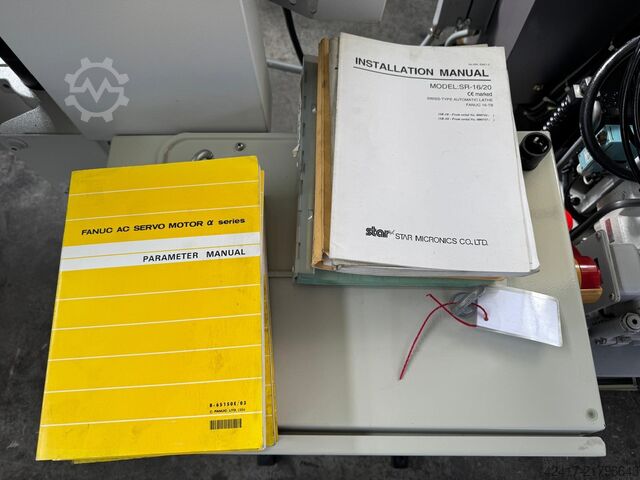 FANUC AC SERVO MOTOR α series
PARAMETER MANUAL
B-65150E/03
INSTALLATION MANUAL
MODEL:SR-16/20
CE marked
SWISS-TYPE AUTOMATIC LATHE
FANUC 16-TB
star
STAR MICRONICS CO.,LTD.